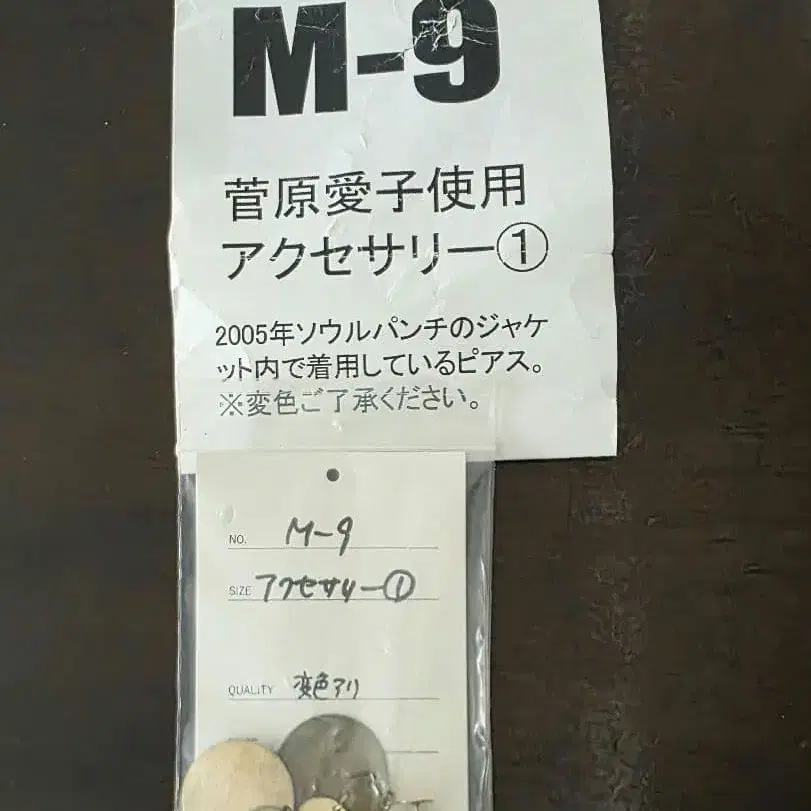 M-9
菅原愛子使用
アクセサリー①
2005年ソウルパンチのジャケ
ット内で着用しているピアス。
※変色ご了承ください。
NO. M-9
SIZE アクセサリー①
QUALITY 変色アリ